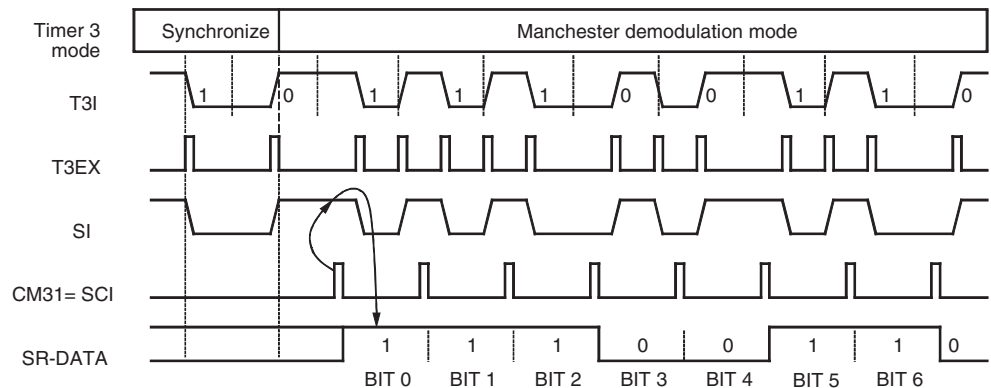 Timer 3
mode
Synchronize
Manchester demodulation mode
T3I
1 0 1 1 1 0 0 1 1 0
T3EX
SI
CM31= SCI
SR-DATA
1 1 1 0 0 1 1 0
BIT 0 BIT 1 BIT 2 BIT 3 BIT 4 BIT 5 BIT 6